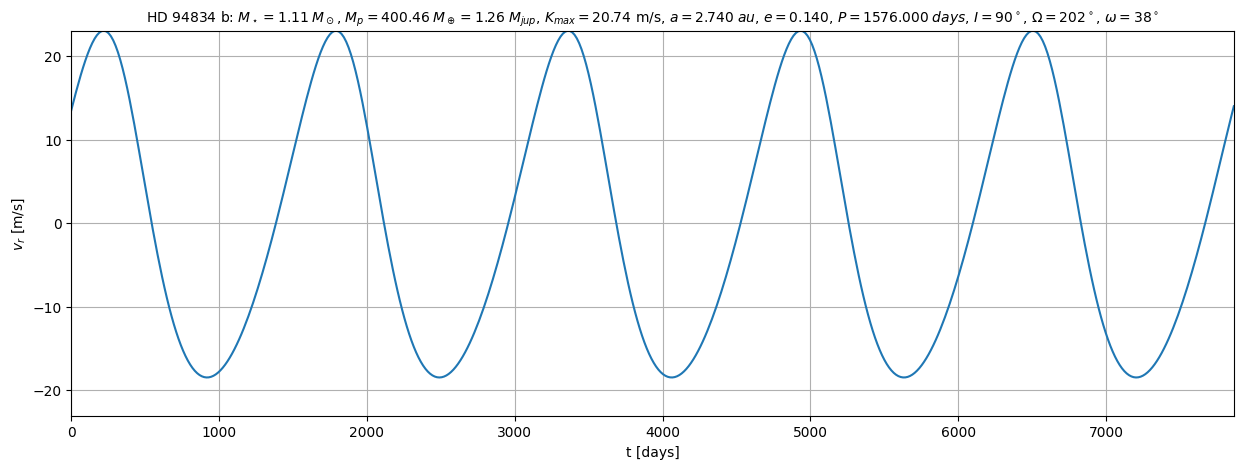 HD 94834 b: M⋆ = 1.11 M⊙, Mp = 400.46 M⊕ = 1.26 Mjup, Kmax = 20.74 m/s, a = 2.740 au, e = 0.140, P = 1576.000 days, I = 90°, Ω = 202°, ω = 38°
20
10
0
−10
−20
vr [m/s]
0 1000 2000 3000 4000 5000 6000 7000
t [days]